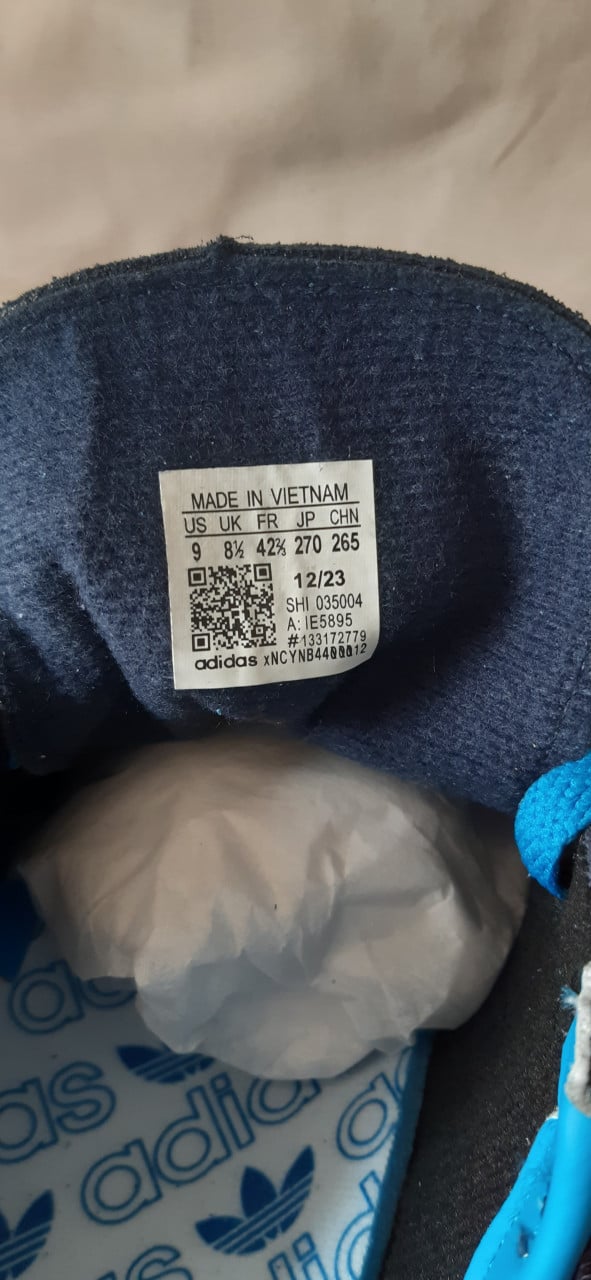 MADE IN VIETNAM
US UK FR JP CHN
9 8½ 42⅔ 270 265
12/23
SHI 035004
A: IE5895
#133172779
adidas
adidas